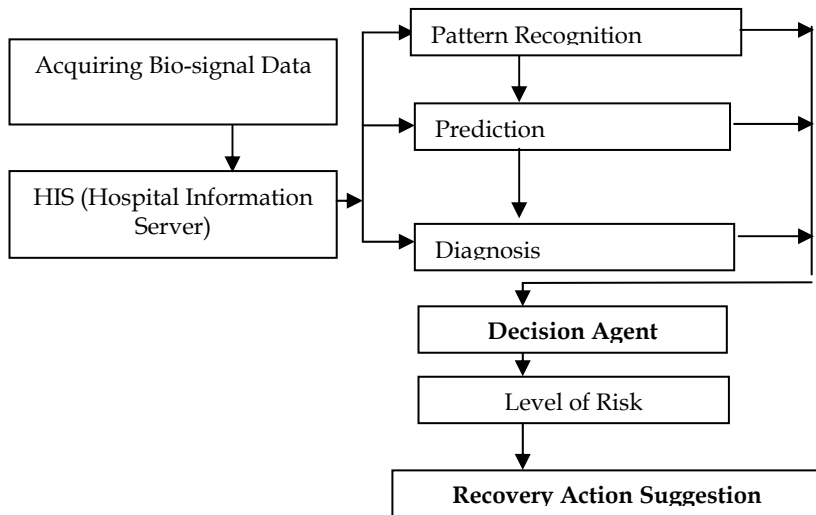 Acquiring Bio-signal Data
HIS (Hospital Information
Server)
Pattern Recognition
Prediction
Diagnosis
Decision Agent
Level of Risk
Recovery Action Suggestion